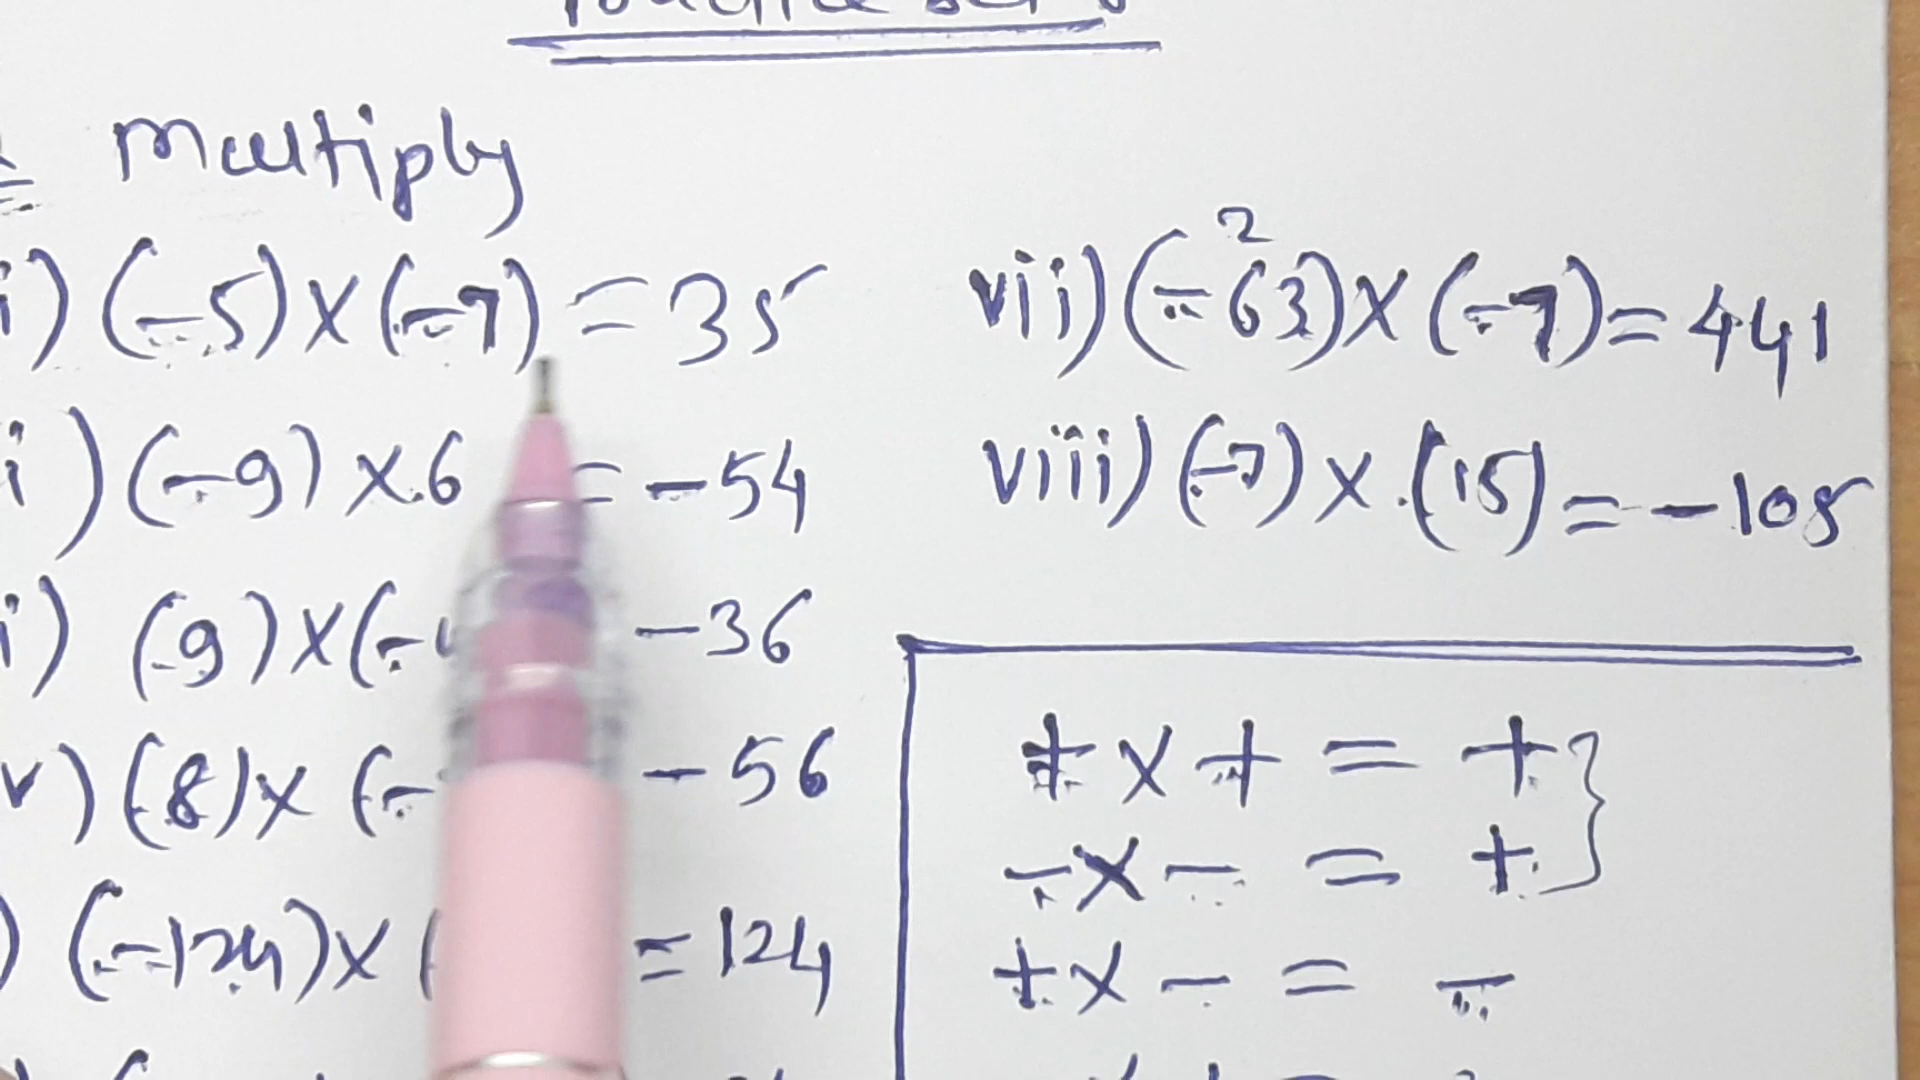 Multiply
i) (-5) x (-7) = 35
i) (-9) x 6 = -54
i) (9) x (- -36
v) (8) x (- -56
) (-124) x ( = 124
vii) (-63) x (-7) = 441
2
viii) (-7) x (15) = -105
+ x + = +
- x - = +
+ x - = -